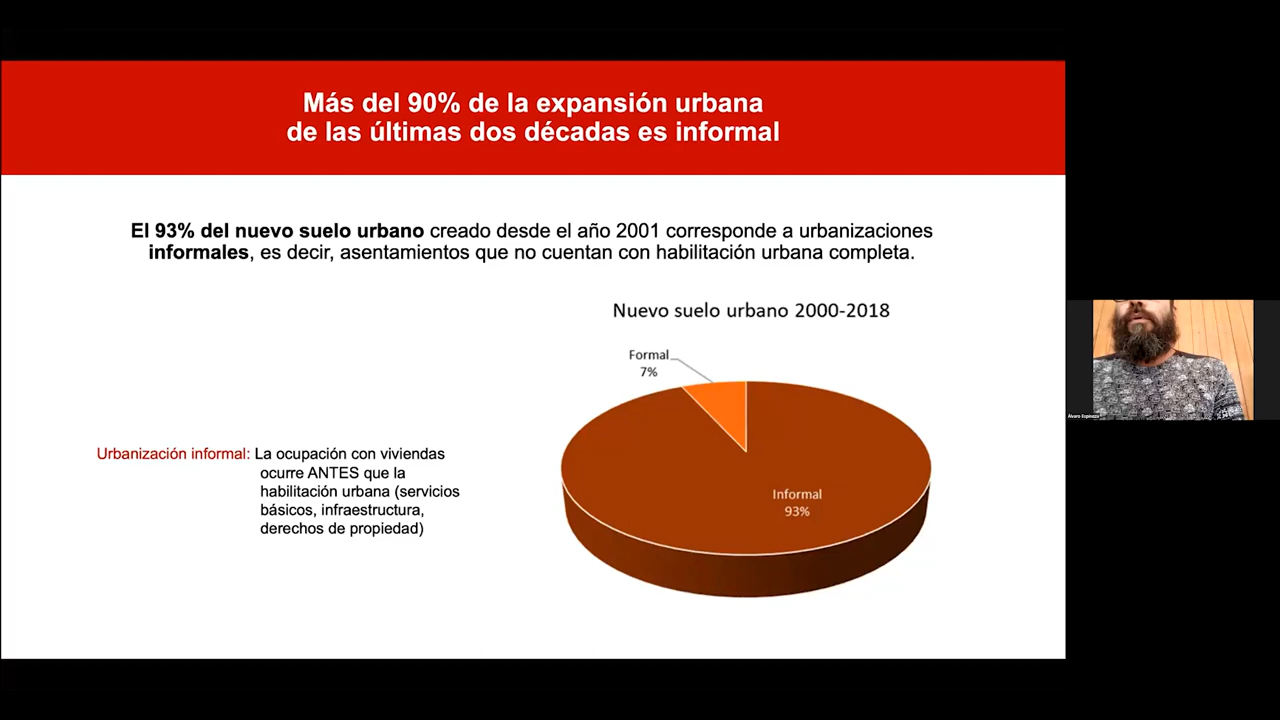 Más del 90% de la expansión urbana
de las últimas dos décadas es informal
El 93% del nuevo suelo urbano creado desde el año 2001 corresponde a urbanizaciones
informales, es decir, asentamientos que no cuentan con habilitación urbana completa.
Nuevo suelo urbano 2000-2018
Formal
7%
Informal
93%
Urbanización informal: La ocupación con viviendas
ocurre ANTES que la
habilitación urbana (servicios
básicos, infraestructura,
derechos de propiedad)
Álvaro Espinoza